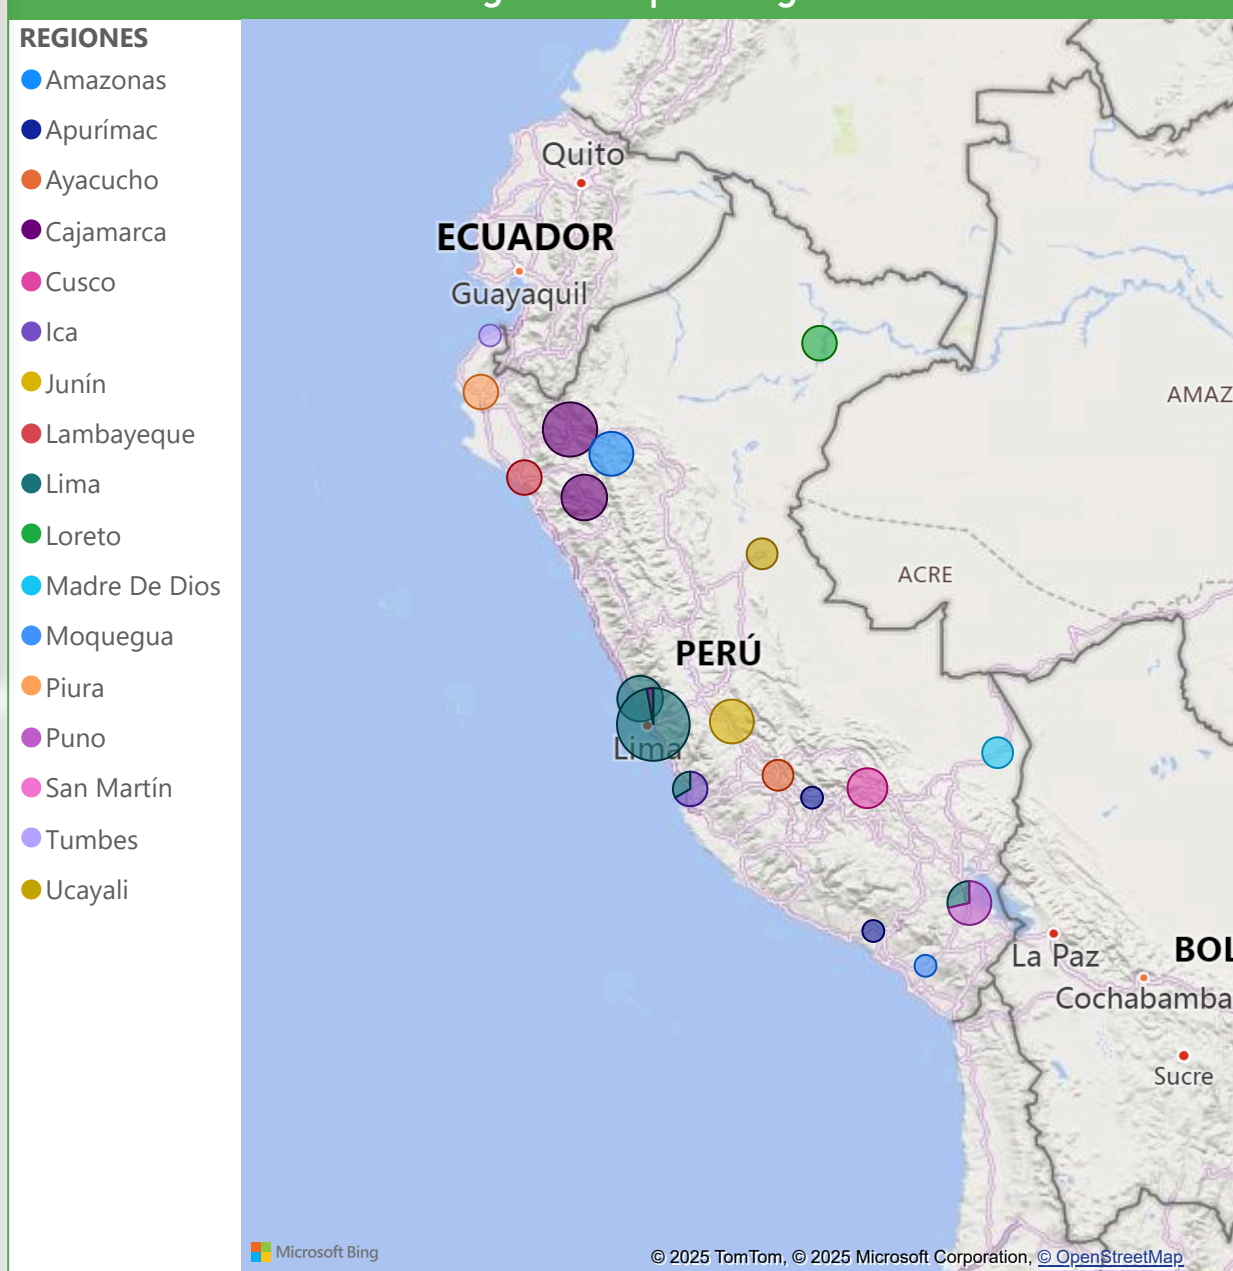 REGIONES
Amazonas
Apurímac
Ayacucho
Cajamarca
Cusco
Ica
Junín
Lambayeque
Lima
Loreto
Madre De Dios
Moquegua
Piura
Puno
San Martín
Tumbes
Ucayali
Quito
ECUADOR
Guayaquil
AMAZ
ACRE
PERÚ
Lima
La Paz
BOL
Cochabamba
Sucre
Microsoft Bing
© 2025 TomTom, © 2025 Microsoft Corporation, © OpenStreetMap